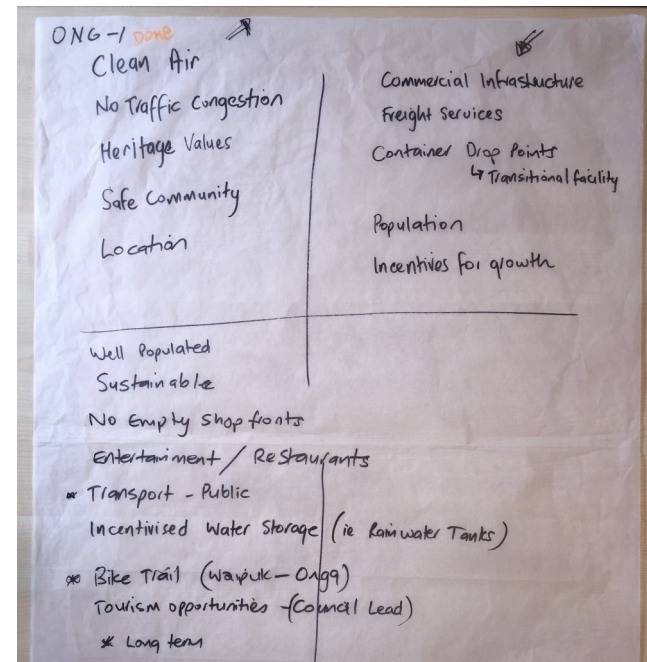 ONG-1 Done
Clean Air
No Traffic Congestion
Heritage Values
Safe Community
Location
Commercial Infrastructure
Freight Services
Container Drop Points
↳ Transitional facility
Population
Incentives for growth
Well Populated
Sustainable
No Empty Shop fronts
Entertainment / Restaurants
* Transport - Public
Incentivised Water Storage (ie Rainwater Tanks)
* Bike Trail (Waipuk - Onga)
Tourism opportunities - (Council Lead)
* Long term